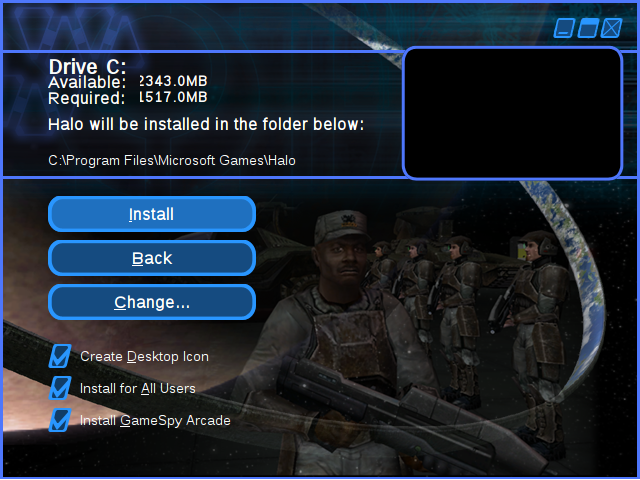 Drive C:
Available: 2343.0MB
Required: 1517.0MB
Halo will be installed in the folder below:
C:\Program Files\Microsoft Games\Halo
Install
Back
Change...
Create Desktop Icon
Install for All Users
Install GameSpy Arcade